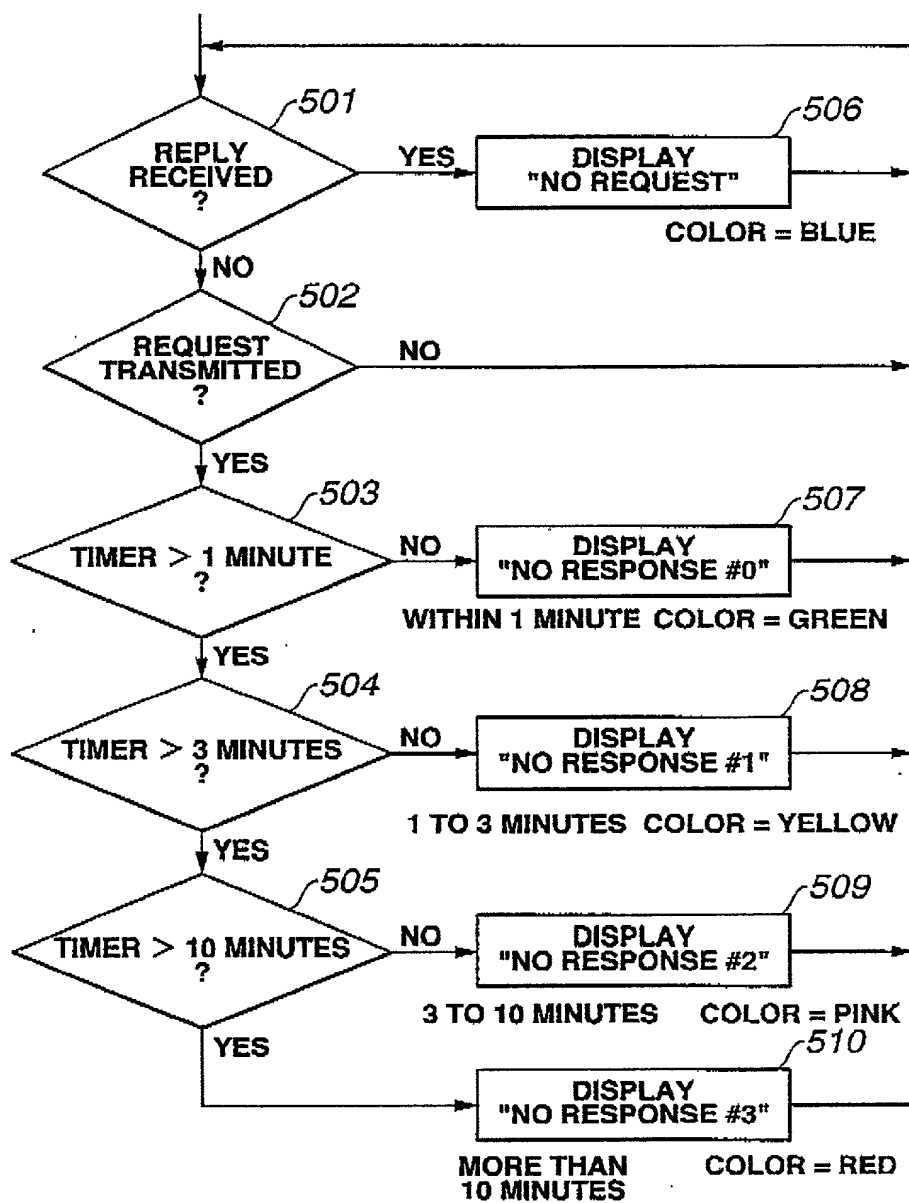 501
REPLY
RECEIVED
?
YES
506
DISPLAY
"NO REQUEST"
COLOR = BLUE
NO
502
REQUEST
TRANSMITTED
?
NO
YES
503
TIMER > 1 MINUTE
?
NO
507
DISPLAY
"NO RESPONSE #0"
WITHIN 1 MINUTE COLOR = GREEN
YES
504
TIMER > 3 MINUTES
?
NO
508
DISPLAY
"NO RESPONSE #1"
1 TO 3 MINUTES COLOR = YELLOW
YES
505
TIMER > 10 MINUTES
?
NO
509
DISPLAY
"NO RESPONSE #2"
3 TO 10 MINUTES COLOR = PINK
YES
510
DISPLAY
"NO RESPONSE #3"
MORE THAN
10 MINUTES
COLOR = RED